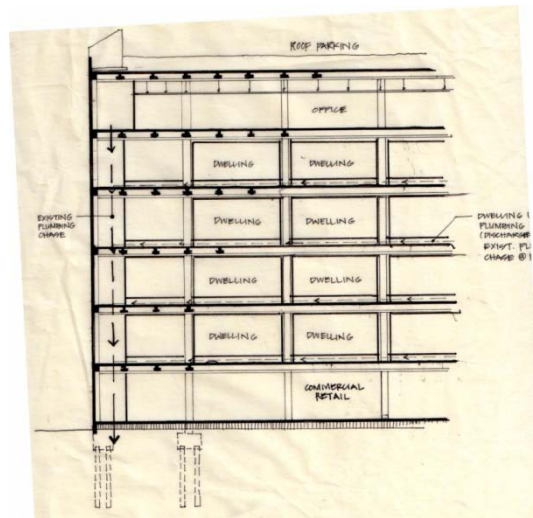 ROOF PARKING
OFFICE
DWELLING DWELLING
DWELLING DWELLING
EXISTING
PLUMBING
CHASE
DWELLING
PLUMBING
(DISCHARGE
EXIST.
CHASE @
DWELLING DWELLING
DWELLING DWELLING
COMMERCIAL
RETAIL